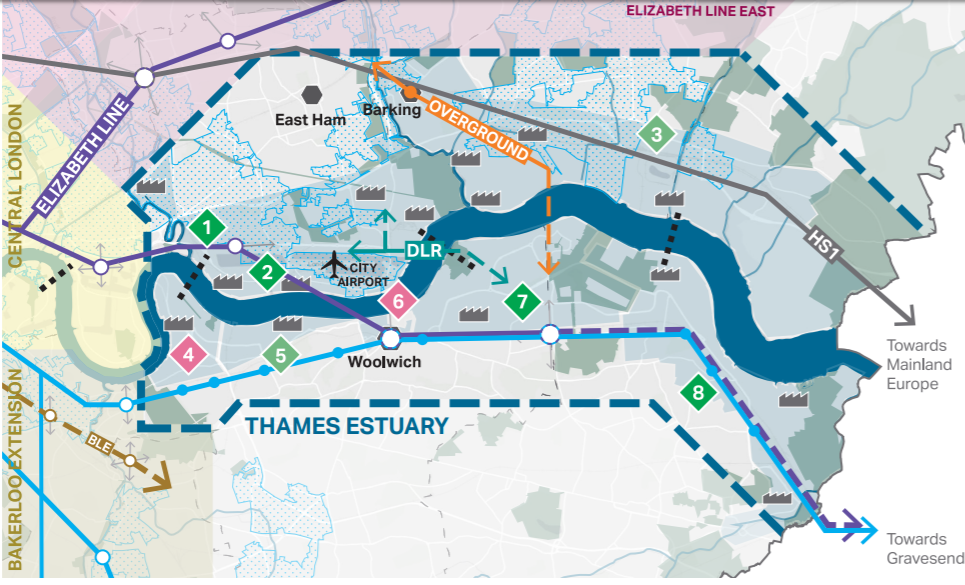 ELIZABETH LINE EAST
CENTRAL LONDON
ELIZABETH LINE
East Ham
Barking
OVERGROUND
3
1
HS1
DLR
2
CITY
AIRPORT
6
7
4
5
Woolwich
Towards
Mainland
Europe
8
THAMES ESTUARY
BAKERLOO EXTENSION
BLE
Towards
Gravesend